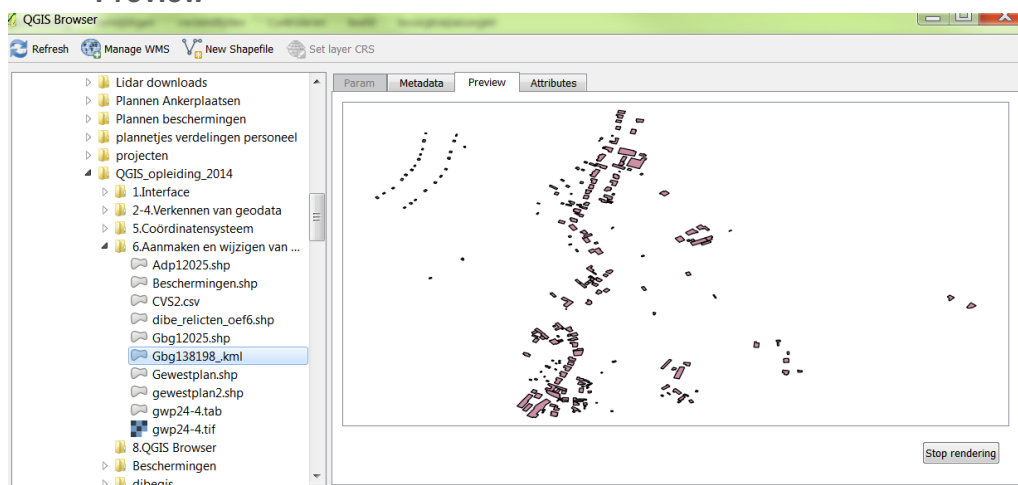 Preview
QGIS Browser
Refresh Manage WMS New Shapefile Set layer CRS
Param Metadata Preview Attributes
Lidar downloads
Plannen Ankerplaatsen
Plannen beschermingen
plannetjes verdelingen personeel
projecten
QGIS_opleiding_2014
1.Interface
2-4.Verkennen van geodata
5.Coördinatensysteem
6.Aanmaken en wijzigen van ...
Adp12025.shp
Beschermingen.shp
CVS2.csv
dibe_relicten_oef6.shp
Gbg12025.shp
Gbg138198_.kml
Gewestplan.shp
gewestplan2.shp
gwp24-4.tab
gwp24-4.tif
8.QGIS Browser
Beschermingen
dibegis
Stop rendering